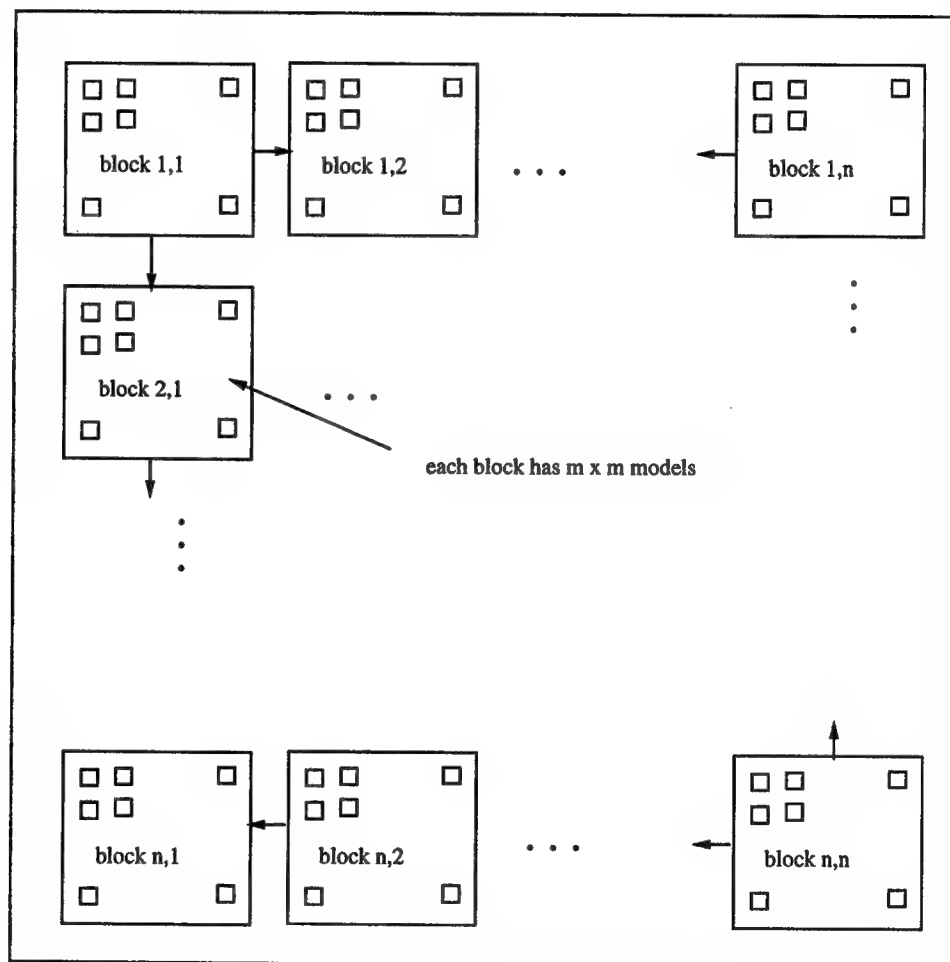 block 1,1
block 1,2
. . .
block 1,n
block 2,1
. . .
each block has m x m models
block n,1
block n,2
. . .
block n,n